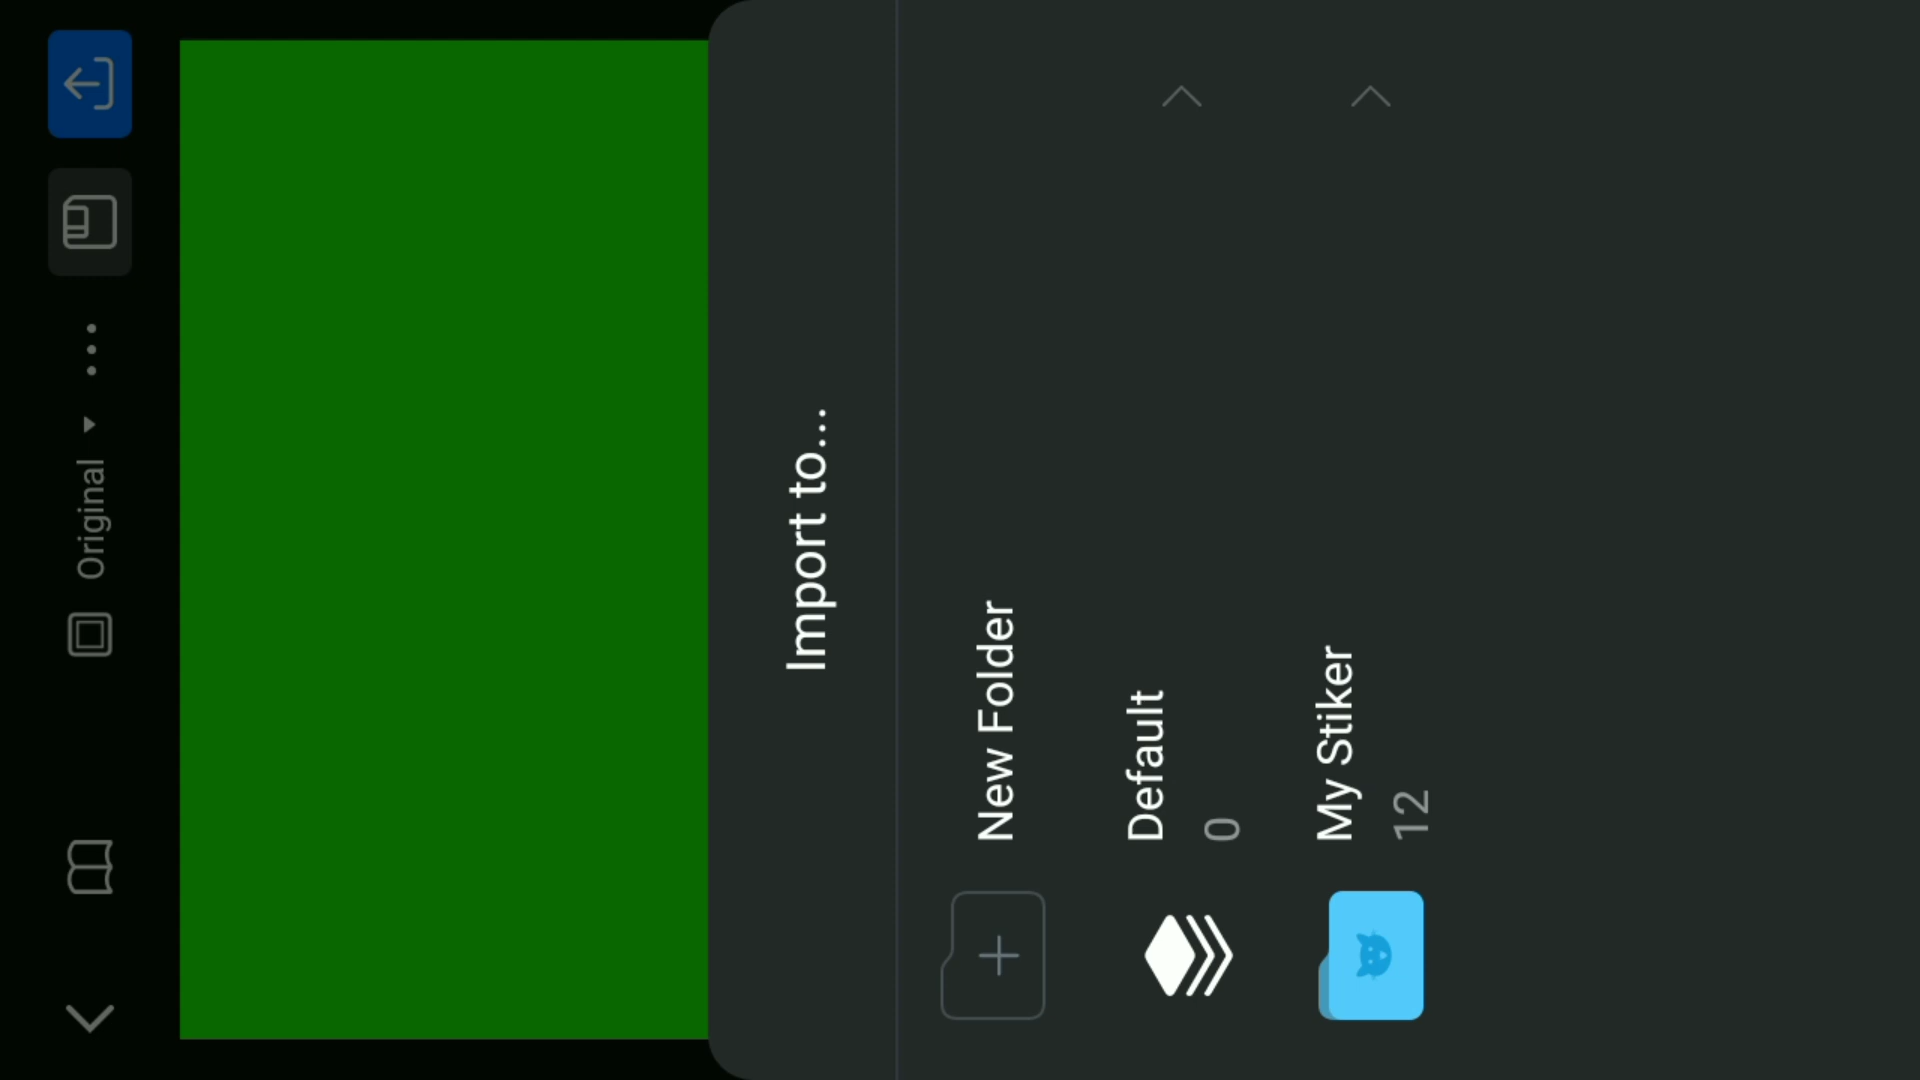 Original
Import to...
New Folder
Default
0
My Stiker
12